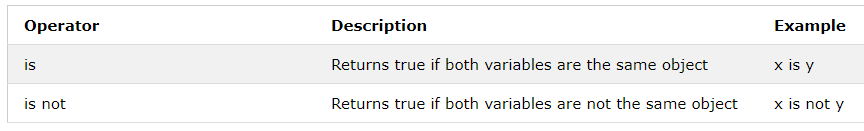 Operator Description Example
is Returns true if both variables are the same object x is y
is not Returns true if both variables are not the same object x is not y